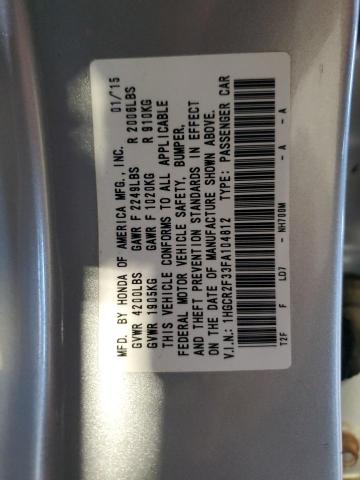 MFD. BY HONDA OF AMERICA MFG., INC. 01/'15
GVWR 4200LBS GAWR F 2249LBS R 2006LBS
GVWR 1905KG GAWR F 1020KG R 910KG
THIS VEHICLE CONFORMS TO ALL APPLICABLE
FEDERAL MOTOR VEHICLE SAFETY, BUMPER,
AND THEFT PREVENTION STANDARDS IN EFFECT
ON THE DATE OF MANUFACTURE SHOWN ABOVE.
V.I.N.: 1HGCR2F33FA104812 TYPE: PASSENGER CAR
T2F F LD7 - NH700M - A - A